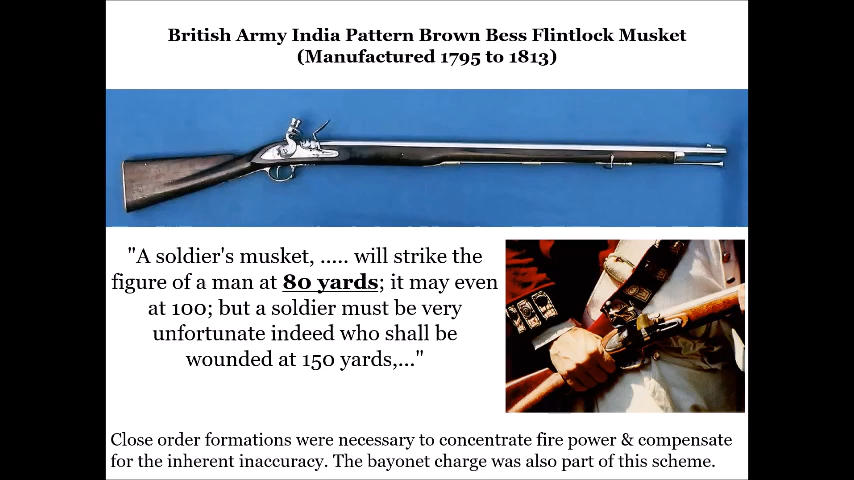 British Army India Pattern Brown Bess Flintlock Musket
(Manufactured 1795 to 1813)
"A soldier's musket, ..... will strike the
figure of a man at 80 yards; it may even
at 100; but a soldier must be very
unfortunate indeed who shall be
wounded at 150 yards,..."
Close order formations were necessary to concentrate fire power & compensate
for the inherent inaccuracy. The bayonet charge was also part of this scheme.